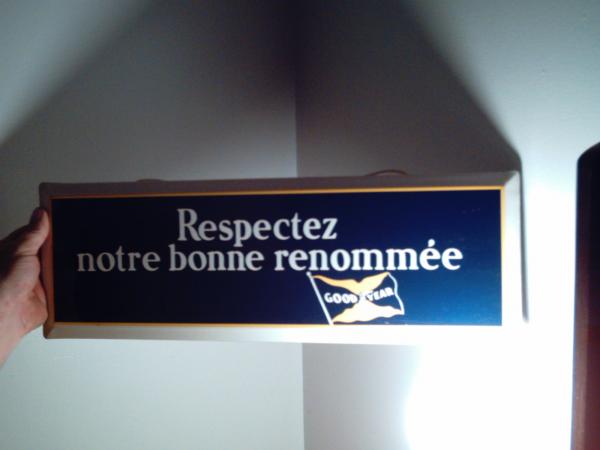 Respectez
notre bonne renommée
GOOD YEAR